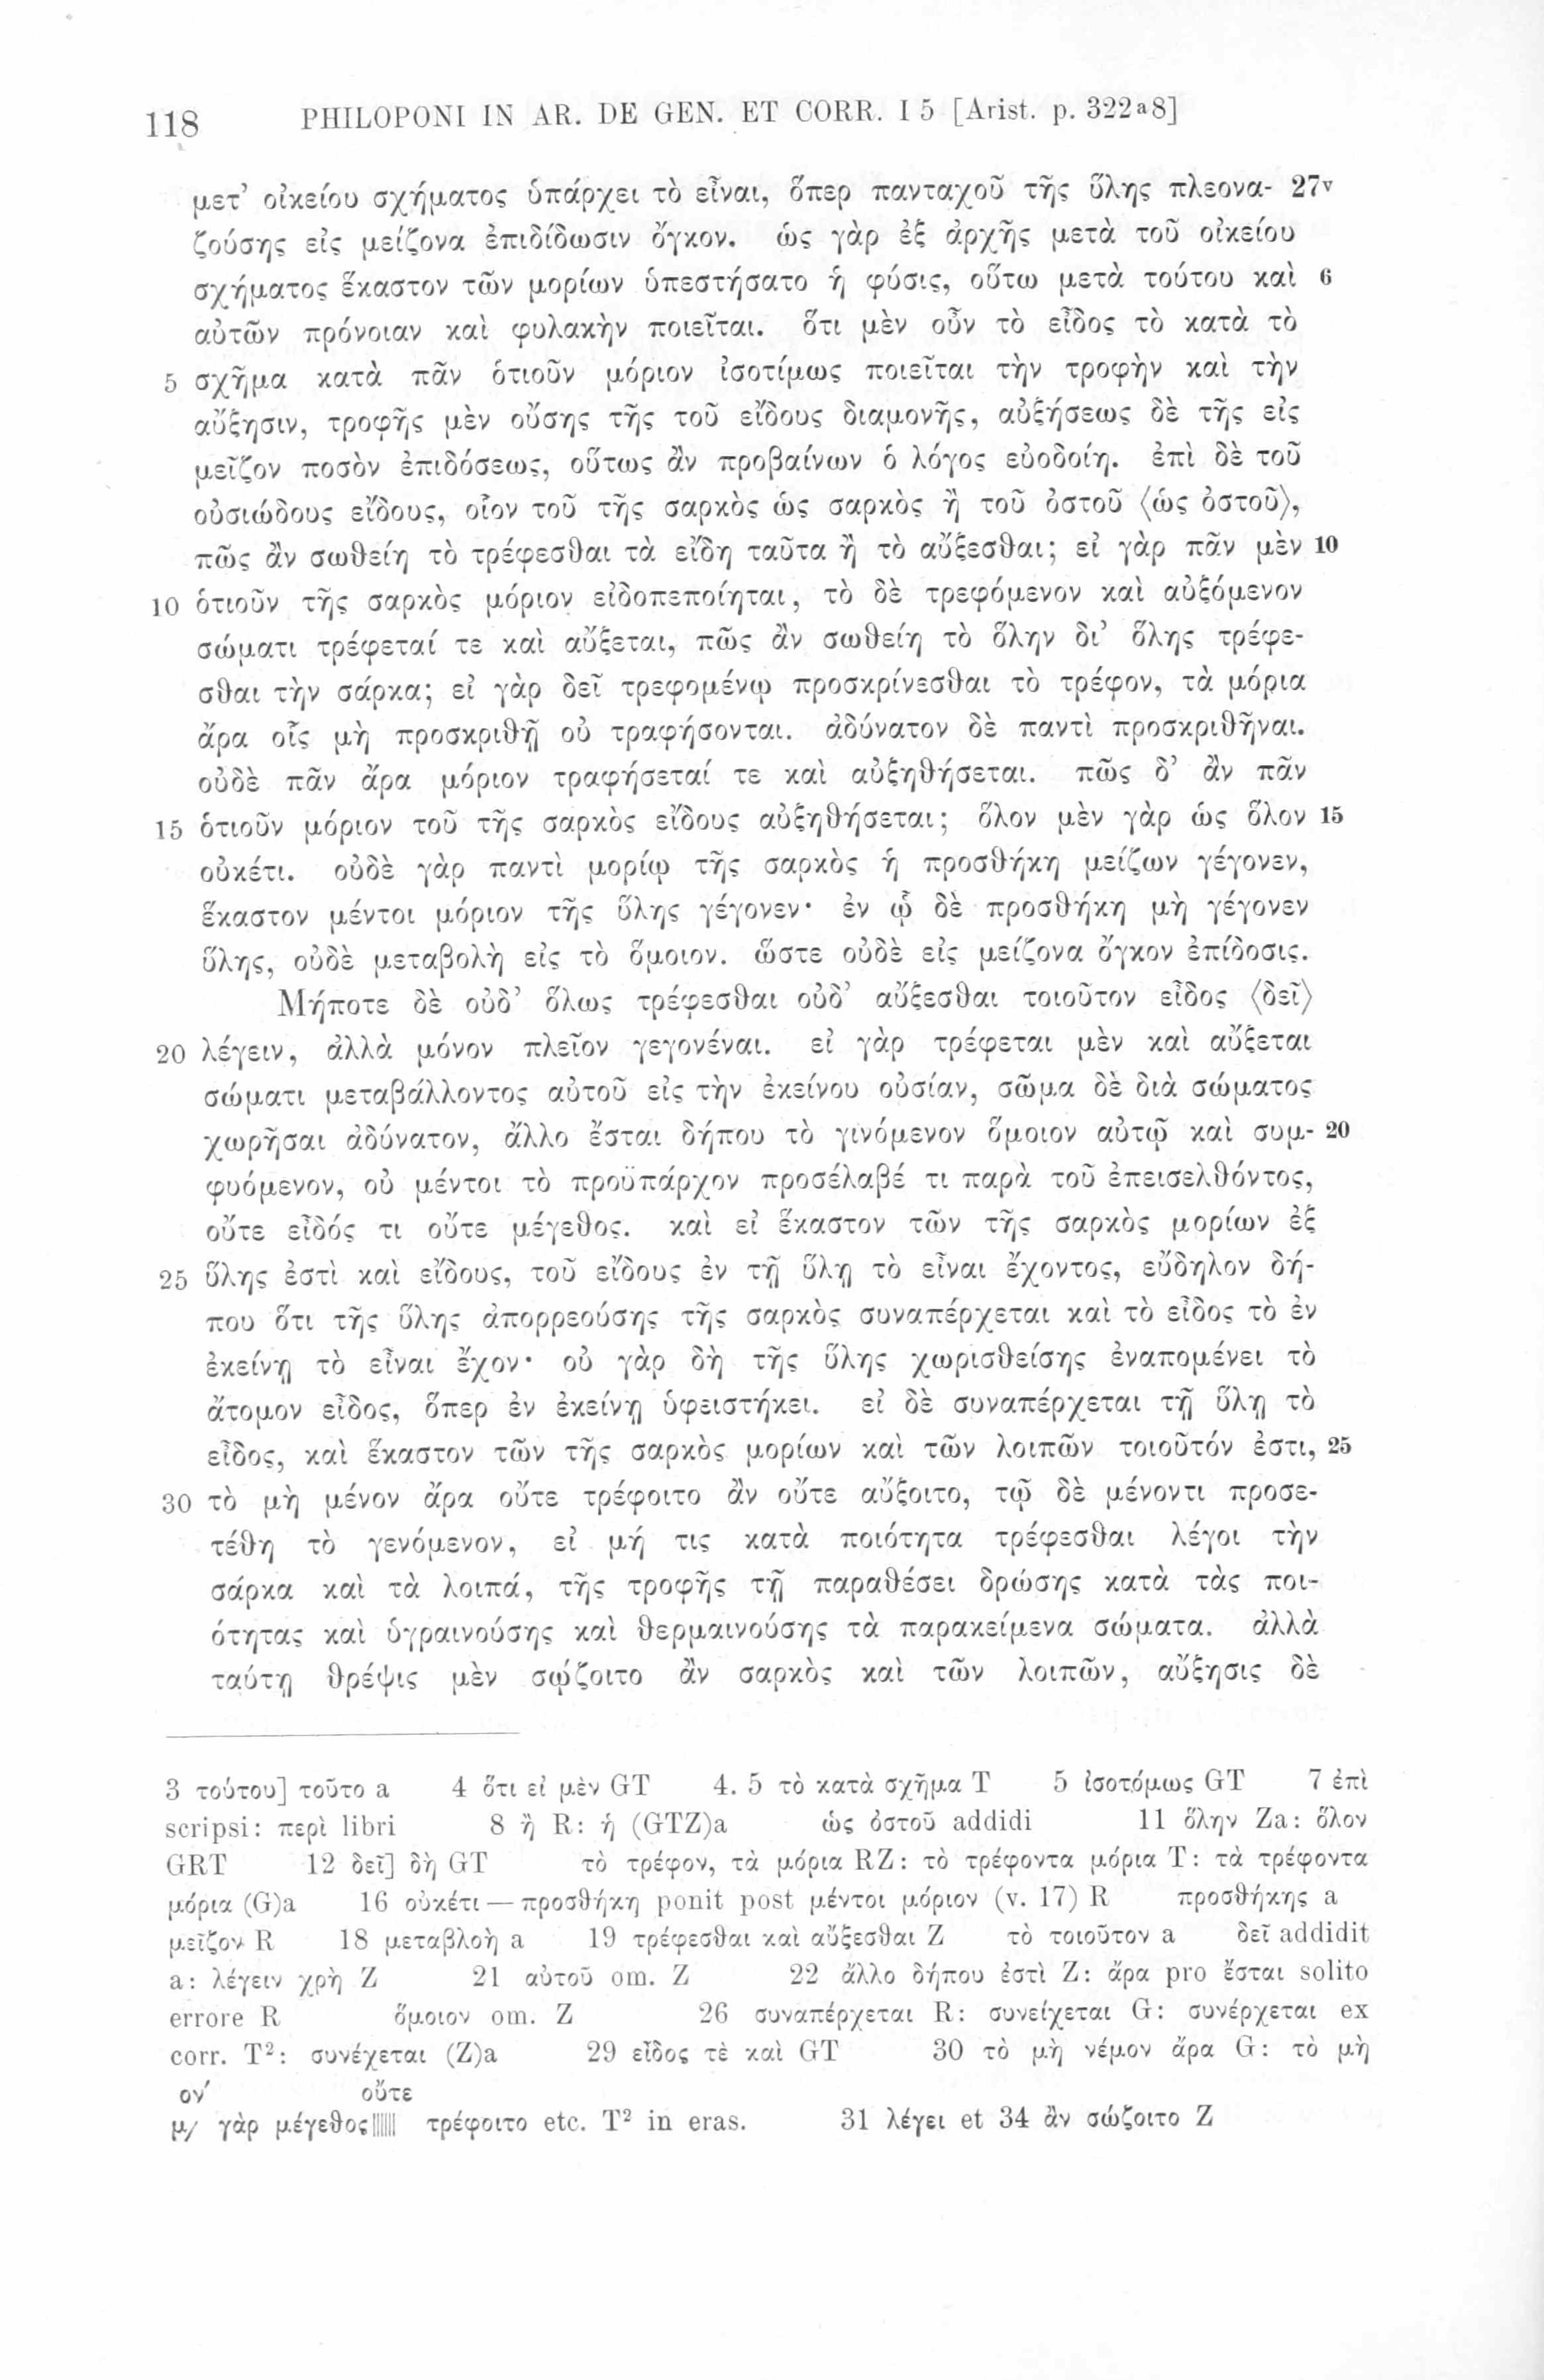 118 PHILOPONI IN AR. DE GEN. ET CORR. I 5 [Arist. p. 322a8]
μετ’ οἰκείου σχήματος ὑπάρχει τὸ εἶναι, ὅπερ πανταχοῦ τῆς ὕλης πλεονα- 27v
ζούσης εἰς μείζονα ἐπιδίδωσιν ὄγκον. ὡς γὰρ ἐξ ἀρχῆς μετὰ τοῦ οἰκείου
σχήματος ἕκαστον τῶν μορίων ὑπεστήσατο ἡ φύσις, οὕτω μετὰ τούτου καὶ 6
αὐτῶν πρόνοιαν καὶ φυλακὴν ποιεῖται. ὅτι μὲν οὖν τὸ εἶδος τὸ κατὰ τὸ
5 σχῆμα κατὰ πᾶν ὁτιοῦν μόριον ἰσοτίμως ποιεῖται τὴν τροφὴν καὶ τὴν
αὔξησιν, τροφῆς μὲν οὔσης τῆς τοῦ εἴδους διαμονῆς, αὐξήσεως δὲ τῆς εἰς
μεῖζον ποσὸν ἐπιδόσεως, οὕτως ἂν προβαίνων ὁ λόγος εὐοδοίη. ἐπὶ δὲ τοῦ
οὐσιώδους εἴδους, οἷον τοῦ τῆς σαρκὸς ὡς σαρκὸς ἢ τοῦ ὀστοῦ ⟨ὡς ὀστοῦ⟩,
πῶς ἂν σωθείη τὸ τρέφεσθαι τὰ εἴδη ταῦτα ἢ τὸ αὔξεσθαι; εἰ γὰρ πᾶν μὲν 10
10 ὁτιοῦν τῆς σαρκὸς μόριον εἰδοπεποίηται, τὸ δὲ τρεφόμενον καὶ αὐξόμενον
σώματι τρέφεταί τε καὶ αὔξεται, πῶς ἂν σωθείη τὸ ὅλην δι’ ὅλης τρέφε-
σθαι τὴν σάρκα; εἰ γὰρ δεῖ τρεφομένῳ προσκρίνεσθαι τὸ τρέφον, τὰ μόρια
ἄρα οἷς μὴ προσκριθῇ οὐ τραφήσονται. ἀδύνατον δὲ παντὶ προσκριθῆναι.
οὐδὲ πᾶν ἄρα μόριον τραφήσεταί τε καὶ αὐξηθήσεται. πῶς δ’ ἂν πᾶν
15 ὁτιοῦν μόριον τοῦ τῆς σαρκὸς εἴδους αὐξηθήσεται; ὅλον μὲν γὰρ ὡς ὅλον 15
οὐκέτι. οὐδὲ γὰρ παντὶ μορίῳ τῆς σαρκὸς ἡ προσθήκη μείζων γέγονεν,
ἕκαστον μέντοι μόριον τῆς ὕλης γέγονεν· ἐν ᾧ δὲ προσθήκη μὴ γέγονεν
ὕλης, οὐδὲ μεταβολὴ εἰς τὸ ὅμοιον. ὥστε οὐδὲ εἰς μείζονα ὄγκον ἐπίδοσις.
Μήποτε δὲ οὐδ’ ὅλως τρέφεσθαι οὐδ’ αὔξεσθαι τοιοῦτον εἶδος ⟨δεῖ⟩
20 λέγειν, ἀλλὰ μόνον πλεῖον γεγονέναι. εἰ γὰρ τρέφεται μὲν καὶ αὔξεται
σώματι μεταβάλλοντος αὐτοῦ εἰς τὴν ἐκείνου οὐσίαν, σῶμα δὲ διὰ σώματος
χωρῆσαι ἀδύνατον, ἄλλο ἔσται δήπου τὸ γινόμενον ὅμοιον αὐτῷ καὶ συμ- 20
φυόμενον, οὐ μέντοι τὸ προϋπάρχον προσέλαβέ τι παρὰ τοῦ ἐπεισελθόντος,
οὔτε εἶδός τι οὔτε μέγεθος. καὶ εἰ ἕκαστον τῶν τῆς σαρκὸς μορίων ἐξ
25 ὕλης ἐστὶ καὶ εἴδους, τοῦ εἴδους ἐν τῇ ὕλῃ τὸ εἶναι ἔχοντος, εὔδηλον δή-
που ὅτι τῆς ὕλης ἀπορρεούσης τῆς σαρκὸς συναπέρχεται καὶ τὸ εἶδος τὸ ἐν
ἐκείνῃ τὸ εἶναι ἔχον· οὐ γὰρ δὴ τῆς ὕλης χωρισθείσης ἐναπομένει τὸ
ἄτομον εἶδος, ὅπερ ἐν ἐκείνῃ ὑφειστήκει. εἰ δὲ συναπέρχεται τῇ ὕλῃ τὸ
εἶδος, καὶ ἕκαστον τῶν τῆς σαρκὸς μορίων καὶ τῶν λοιπῶν τοιοῦτόν ἐστι, 25
30 τὸ μὴ μένον ἄρα οὔτε τρέφοιτο ἂν οὔτε αὔξοιτο, τῷ δὲ μένοντι προσε-
τέθη τὸ γενόμενον, εἰ μή τις κατὰ ποιότητα τρέφεσθαι λέγοι τὴν
σάρκα καὶ τὰ λοιπά, τῆς τροφῆς τῇ παραθέσει δρώσης κατὰ τὰς ποι-
ότητας καὶ ὑγραινούσης καὶ θερμαινούσης τὰ παρακείμενα σώματα. ἀλλὰ
ταύτῃ θρέψις μὲν σῴζοιτο ἂν σαρκὸς καὶ τῶν λοιπῶν, αὔξησις δὲ
3 τούτου] τοῦτο a 4 ὅτι εἰ μὲν GT 4. 5 τὸ κατὰ σχῆμα T 5 ἰσοτόμως GT 7 ἐπὶ
scripsi: περὶ libri 8 ἢ R: ἡ (GTZ)a ὡς ὀστοῦ addidi 11 ὅλην Za: ὅλον
GRT 12 δεῖ] δὴ GT τὸ τρέφον, τὰ μόρια RZ: τὸ τρέφοντα μόρια T: τὰ τρέφοντα
μόρια (G)a 16 οὐκέτι — προσθήκη ponit post μέντοι μόριον (v. 17) R προσθήκης a
μεῖζον R 18 μεταβλοὴ a 19 τρέφεσθαι καὶ αὔξεσθαι Z τὸ τοιοῦτον a δεῖ addidit
a: λέγειν χρὴ Z 21 αὐτοῦ om. Z 22 ἄλλο δήπου ἐστὶ Z: ἄρα pro ἔσται solito
errore R ὅμοιον om. Z 26 συναπέρχεται R: συνείχεται G: συνέρχεται ex
corr. T²: συνέχεται (Z)a 29 εἶδος τὲ καὶ GT 30 τὸ μὴ νέμον ἄρα G: τὸ μὴ
ον οὔτε
μ/ γὰρ μέγεθος|||||| τρέφοιτο etc. T² in eras. 31 λέγει et 34 ἂν σώζοιτο Z